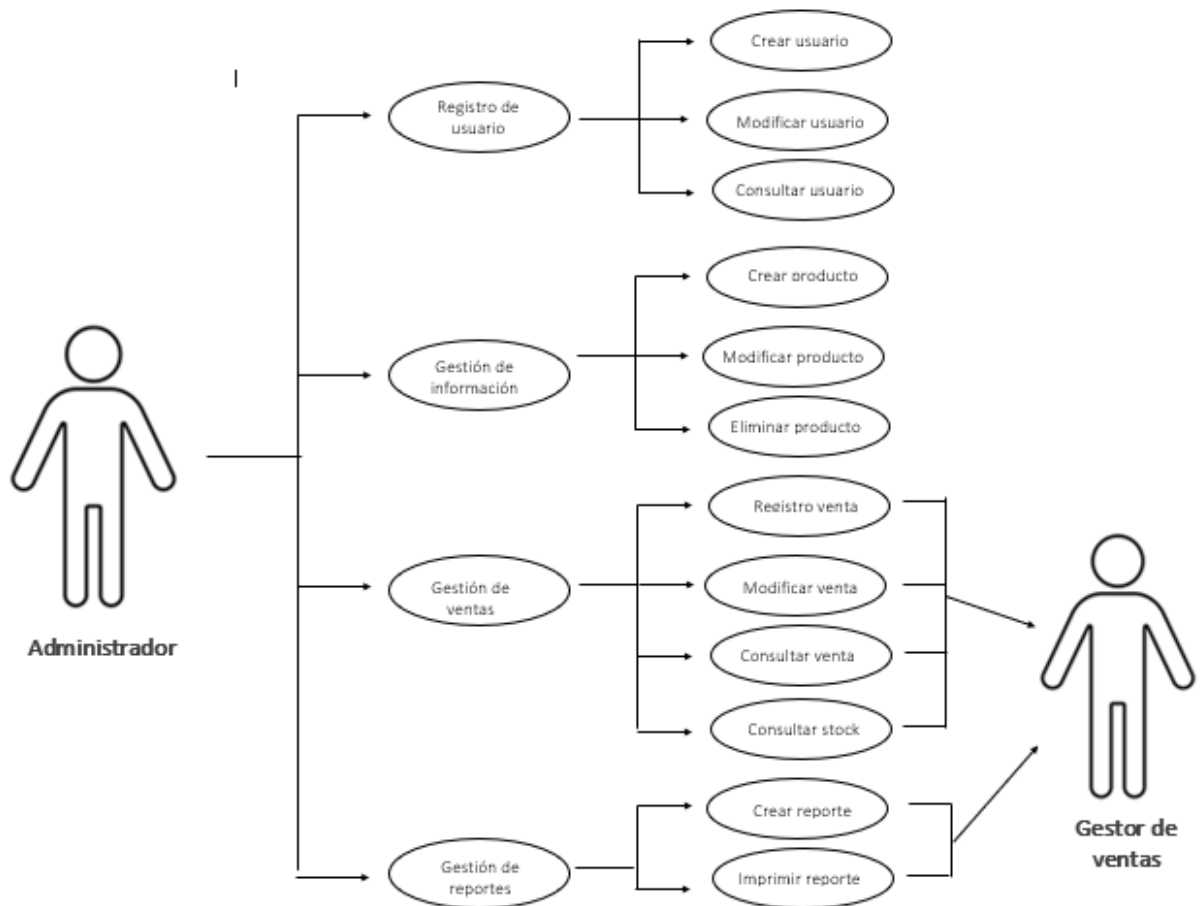 Crear usuario
Registro de
usuario
Modificar usuario
Consultar usuario
Crear producto
Gestión de
información
Modificar producto
Eliminar producto
Registro venta
Gestión de
ventas
Modificar venta
Consultar venta
Consultar stock
Administrador
Crear reporte
Gestión de
reportes
Imprimir reporte
Gestor de
ventas